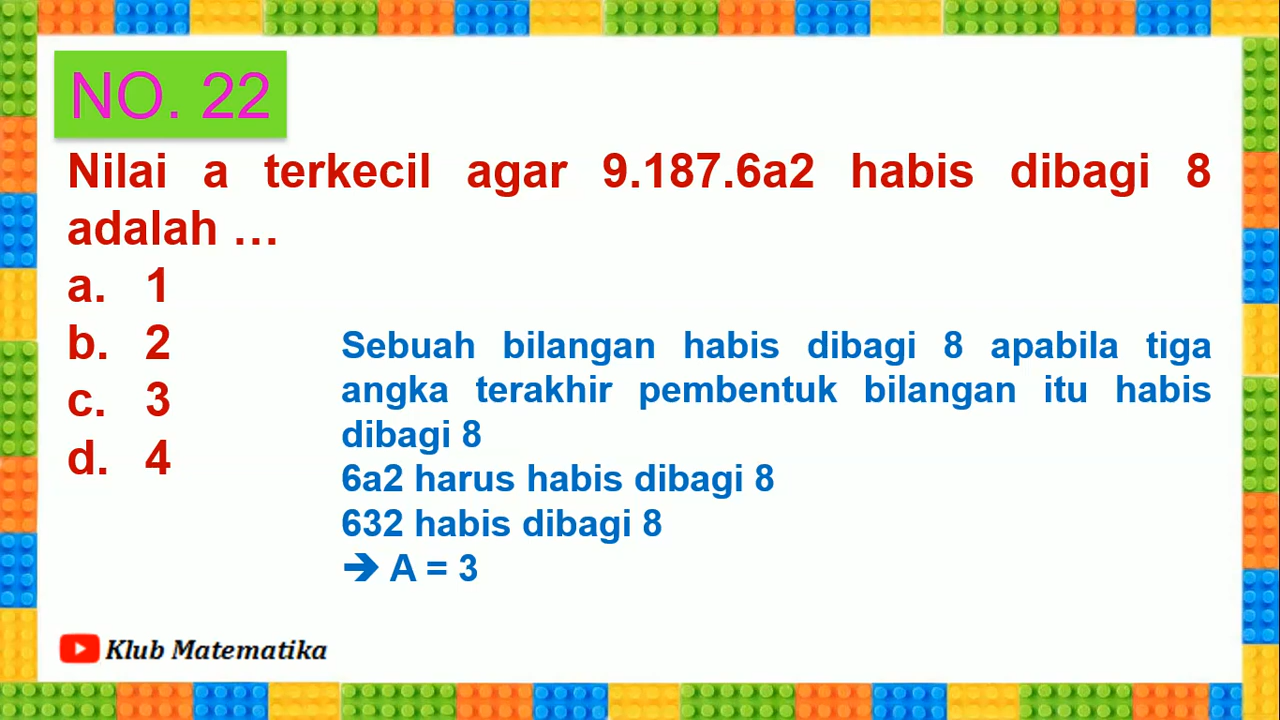 NO. 22
Nilai a terkecil agar 9.187.6a2 habis dibagi 8
adalah …
a. 1
b. 2
c. 3
d. 4
Sebuah bilangan habis dibagi 8 apabila tiga
angka terakhir pembentuk bilangan itu habis
dibagi 8
6a2 harus habis dibagi 8
632 habis dibagi 8
➔ A = 3
Klub Matematika